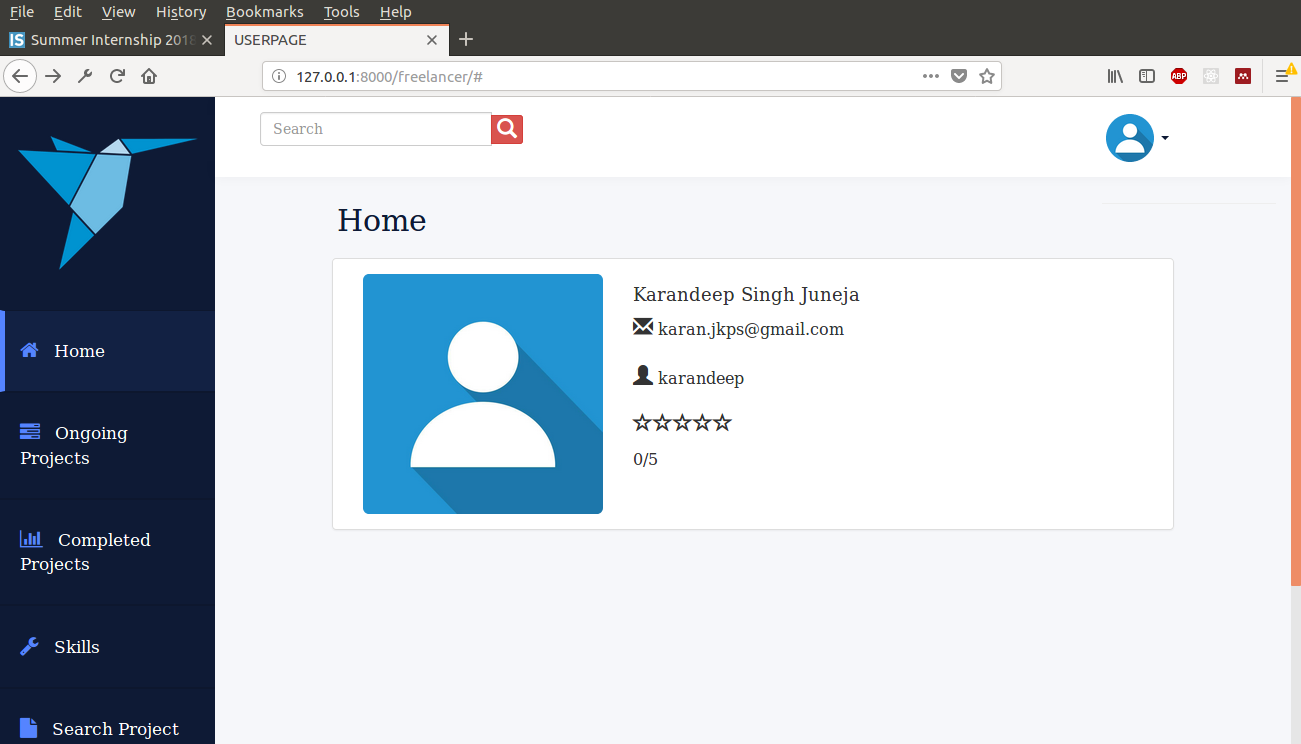 File Edit View History Bookmarks Tools Help
IS Summer Internship 2018
USERPAGE
127.0.0.1:8000/freelancer/#
ABP
Search
Home
Home
Ongoing
Projects
Completed
Projects
Skills
Search Project
Karandeep Singh Juneja
karan.jkps@gmail.com
karandeep
0/5